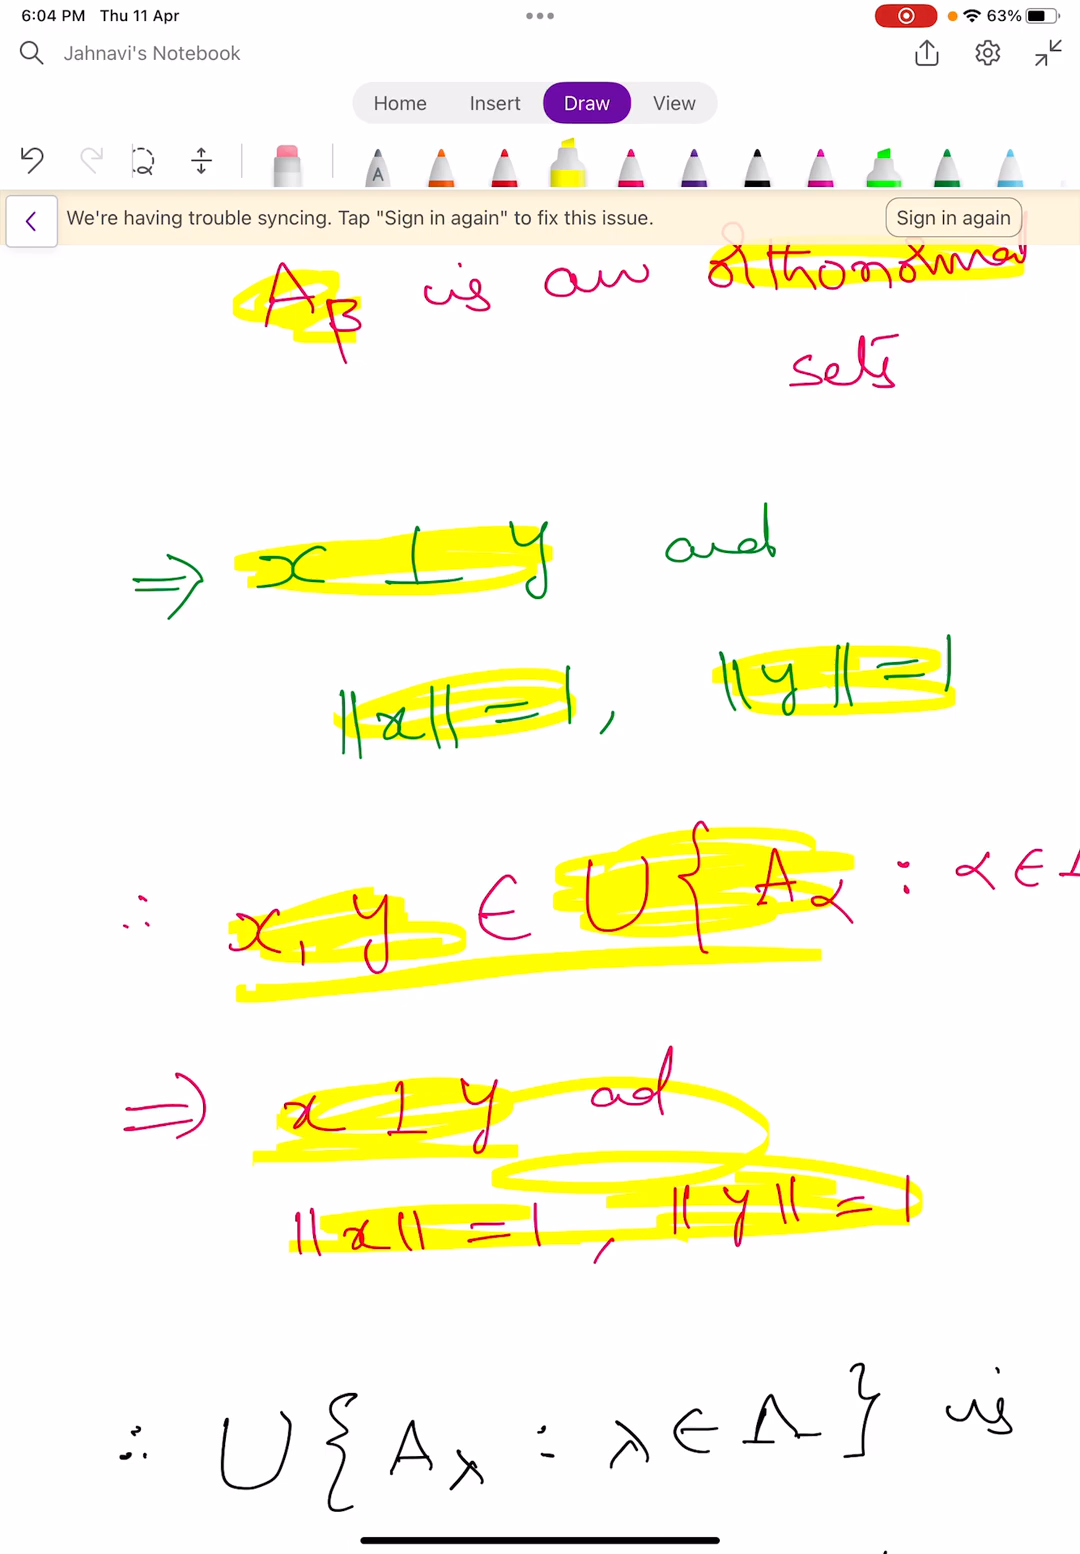 6:04 PM Thu 11 Apr 63%
Jahnavi's Notebook
Home Insert Draw View
We're having trouble syncing. Tap "Sign in again" to fix this issue. Sign in again
A_β is an orthonormal
sets
⇒ x ⊥ y and
||x|| = 1, ||y|| = 1
∴ x, y ∈ U{A_α : α ∈
⇒ x ⊥ y ad
||x|| = 1, ||y|| = 1
∴ U{A_λ : λ ∈ Λ} is